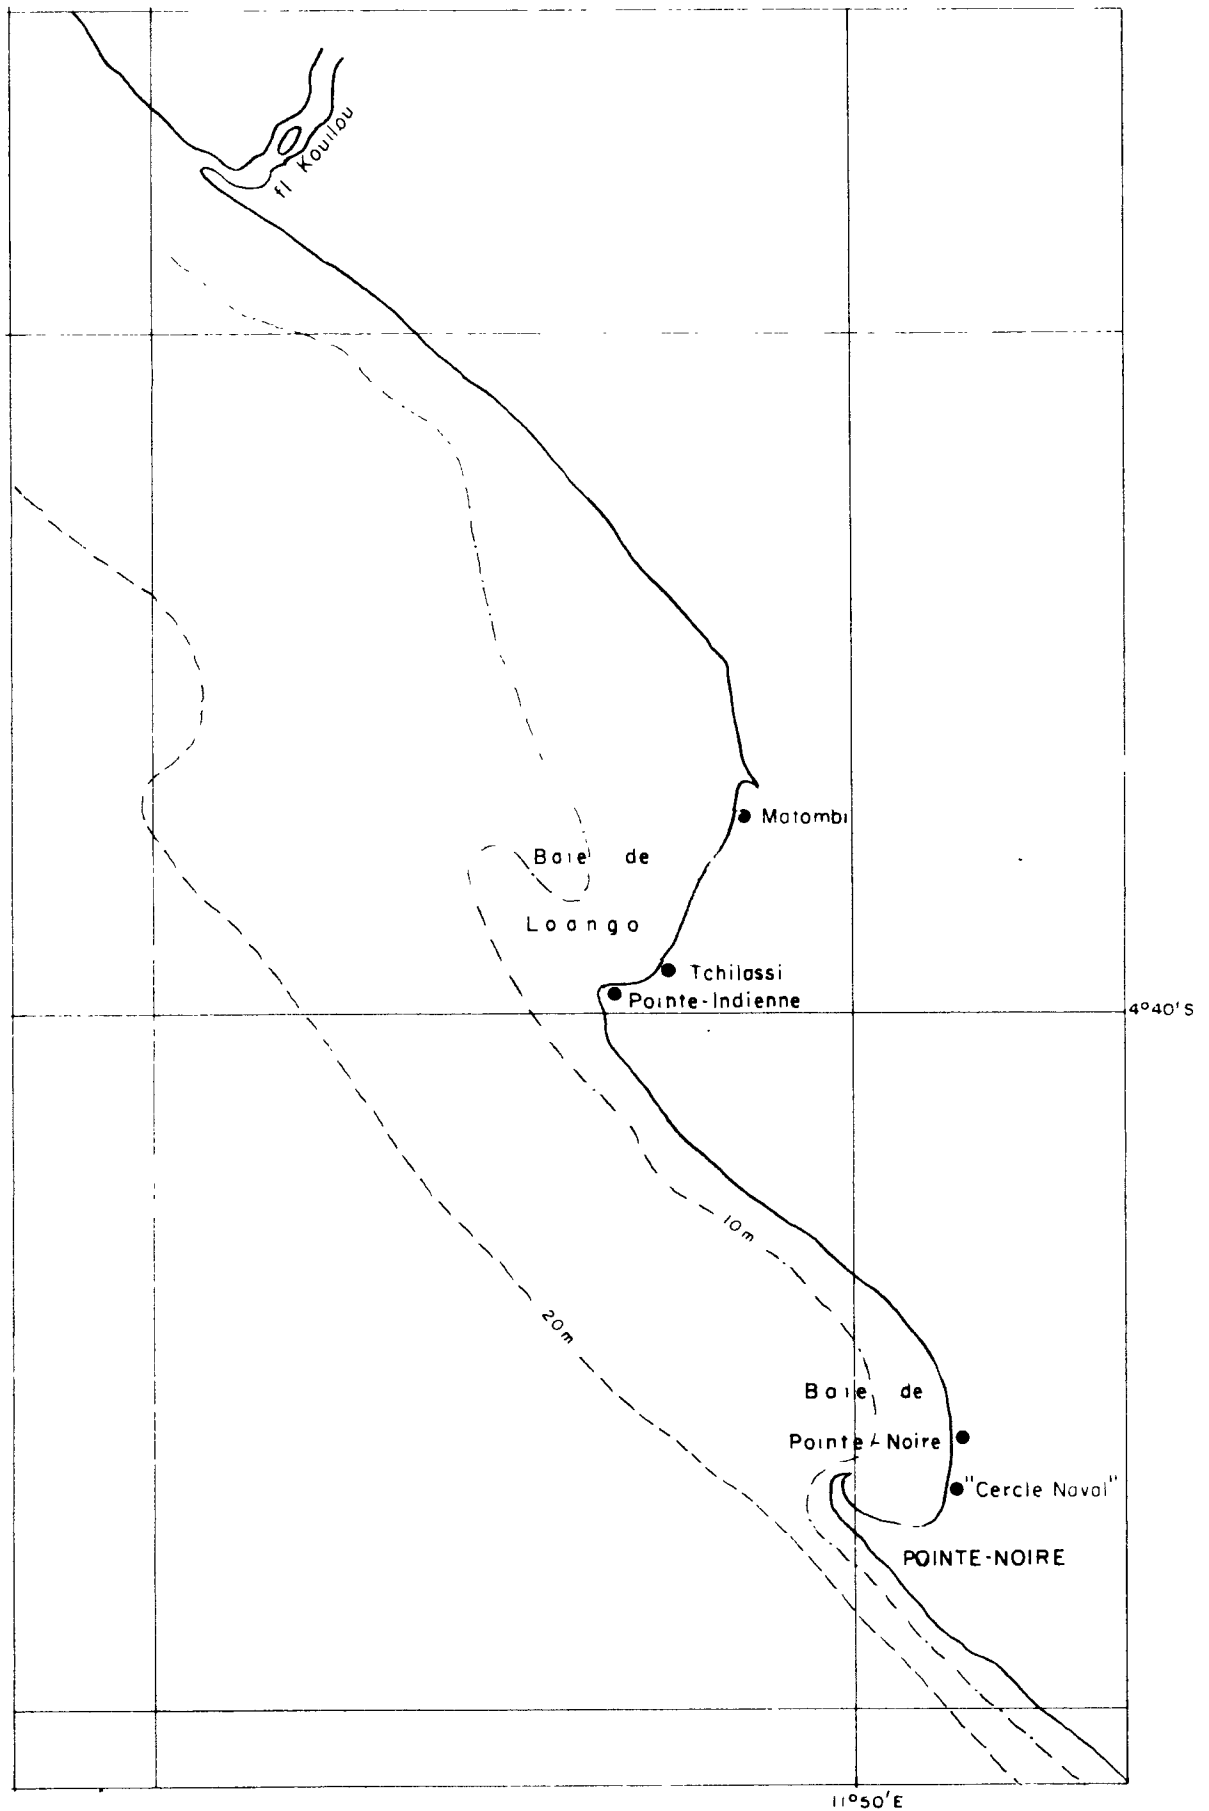 fl Kouilou
Matombi
Baie de
Loango
Tchilassi
Pointe-Indienne
4°40'S
10m
20m
Baie de
Pointe-Noire
"Cercle Naval"
POINTE-NOIRE
11°50'E